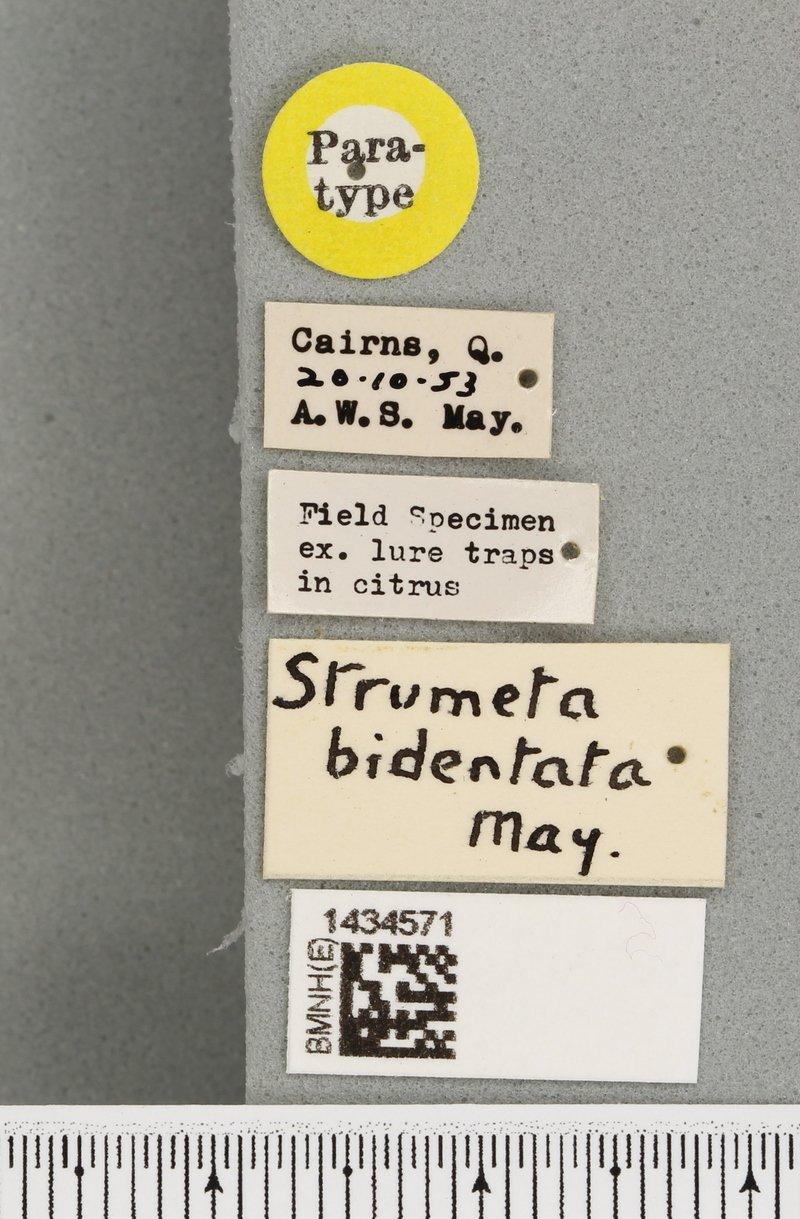 Para-
type
Cairns, Q.
20·10·53
A.W.S. May.
Field Specimen
ex. lure traps
in citrus
Strumeta
bidentata
May.
1434571
BMNH(E)